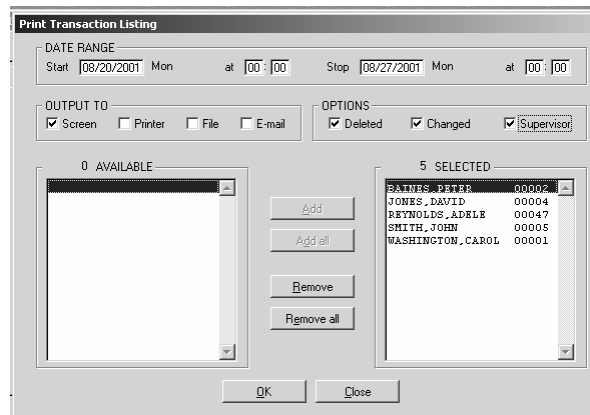 Print Transaction Listing
DATE RANGE
Start 08/20/2001 Mon at 00 : 00 Stop 08/27/2001 Mon at 00 : 00
OUTPUT TO
Screen Printer File E-mail
OPTIONS
Deleted Changed Supervisor
0 AVAILABLE
Add
Add all
Remove
Remove all
5 SELECTED
BAINES,PETER 00002
JONES,DAVID 00004
REYNOLDS,ADELE 00047
SMITH,JOHN 00005
WASHINGTON,CAROL 00001
OK Close